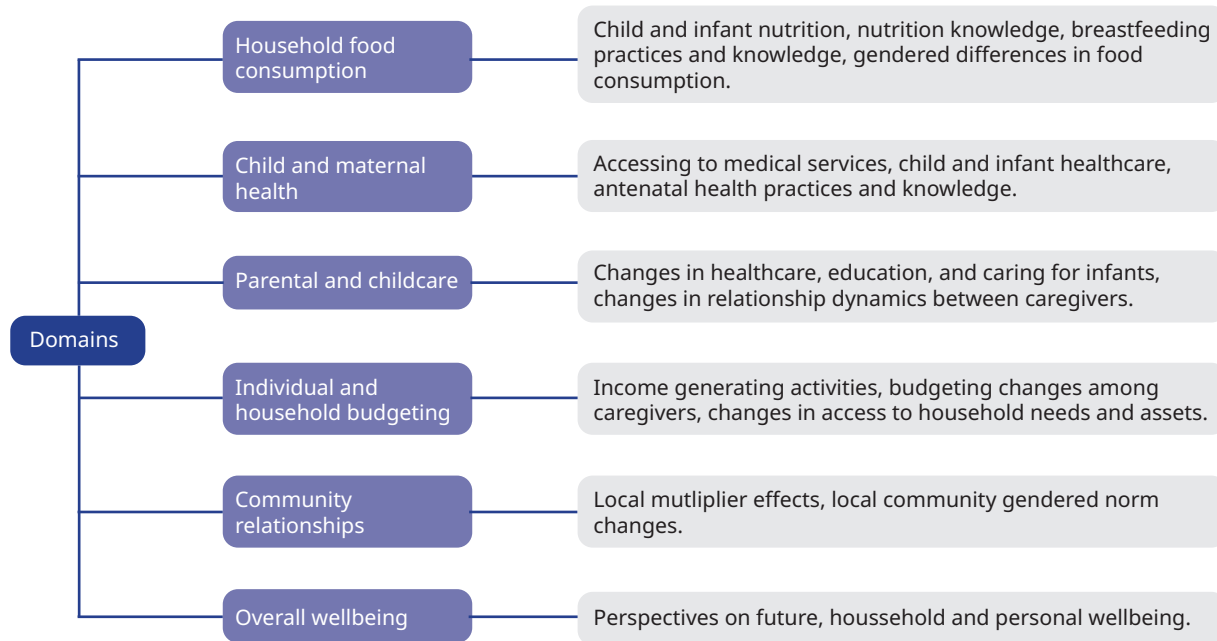 Household food
consumption
Child and infant nutrition, nutrition knowledge, breastfeeding
practices and knowledge, gendered differences in food
consumption.
Child and maternal
health
Accessing to medical services, child and infant healthcare,
antenatal health practices and knowledge.
Parental and childcare
Changes in healthcare, education, and caring for infants,
changes in relationship dynamics between caregivers.
Domains
Individual and
household budgeting
Income generating activities, budgeting changes among
caregivers, changes in access to household needs and assets.
Community
relationships
Local mutliplier effects, local community gendered norm
changes.
Overall wellbeing
Perspectives on future, houssehold and personal wellbeing.